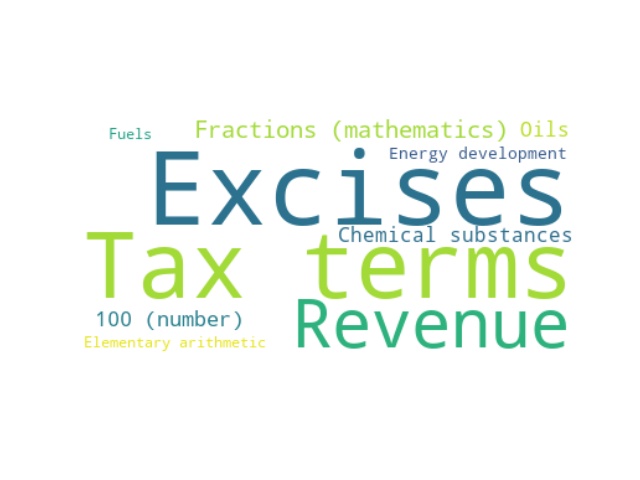 Fuels
Fractions (mathematics)
Oils
Energy development
Excises
Chemical substances
Tax terms
100 (number)
Revenue
Elementary arithmetic